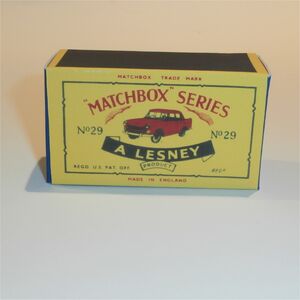 MATCHBOX TRADE MARK
"MATCHBOX" SERIES
No29 No29
A LESNEY
PRODUCT
REGD U.S PAT. OFF.
MADE IN ENGLAND